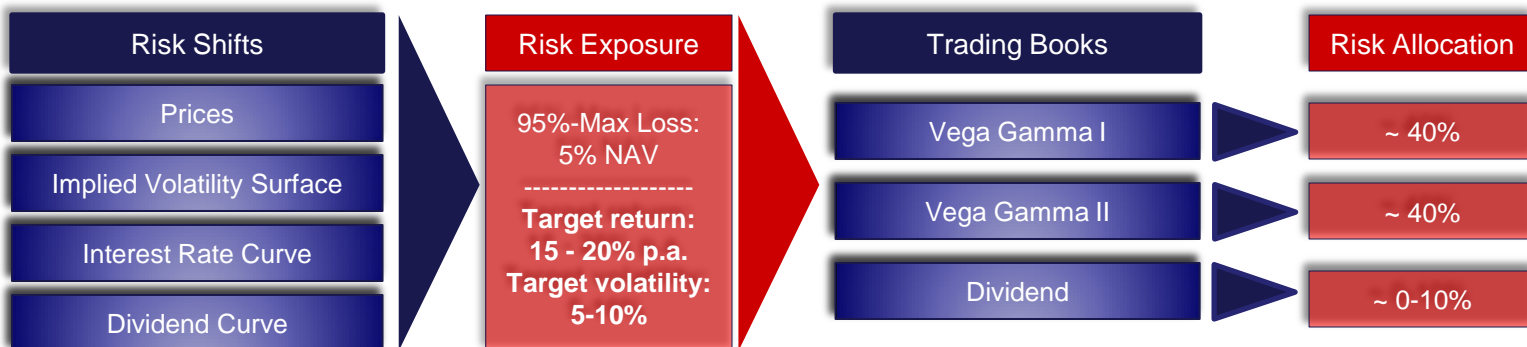 Risk Shifts
Prices
Implied Volatility Surface
Interest Rate Curve
Dividend Curve
Risk Exposure
95%-Max Loss:
5% NAV
-------------------
Target return:
15 - 20% p.a.
Target volatility:
5-10%
Trading Books
Vega Gamma I
Vega Gamma II
Dividend
Risk Allocation
~ 40%
~ 40%
~ 0-10%